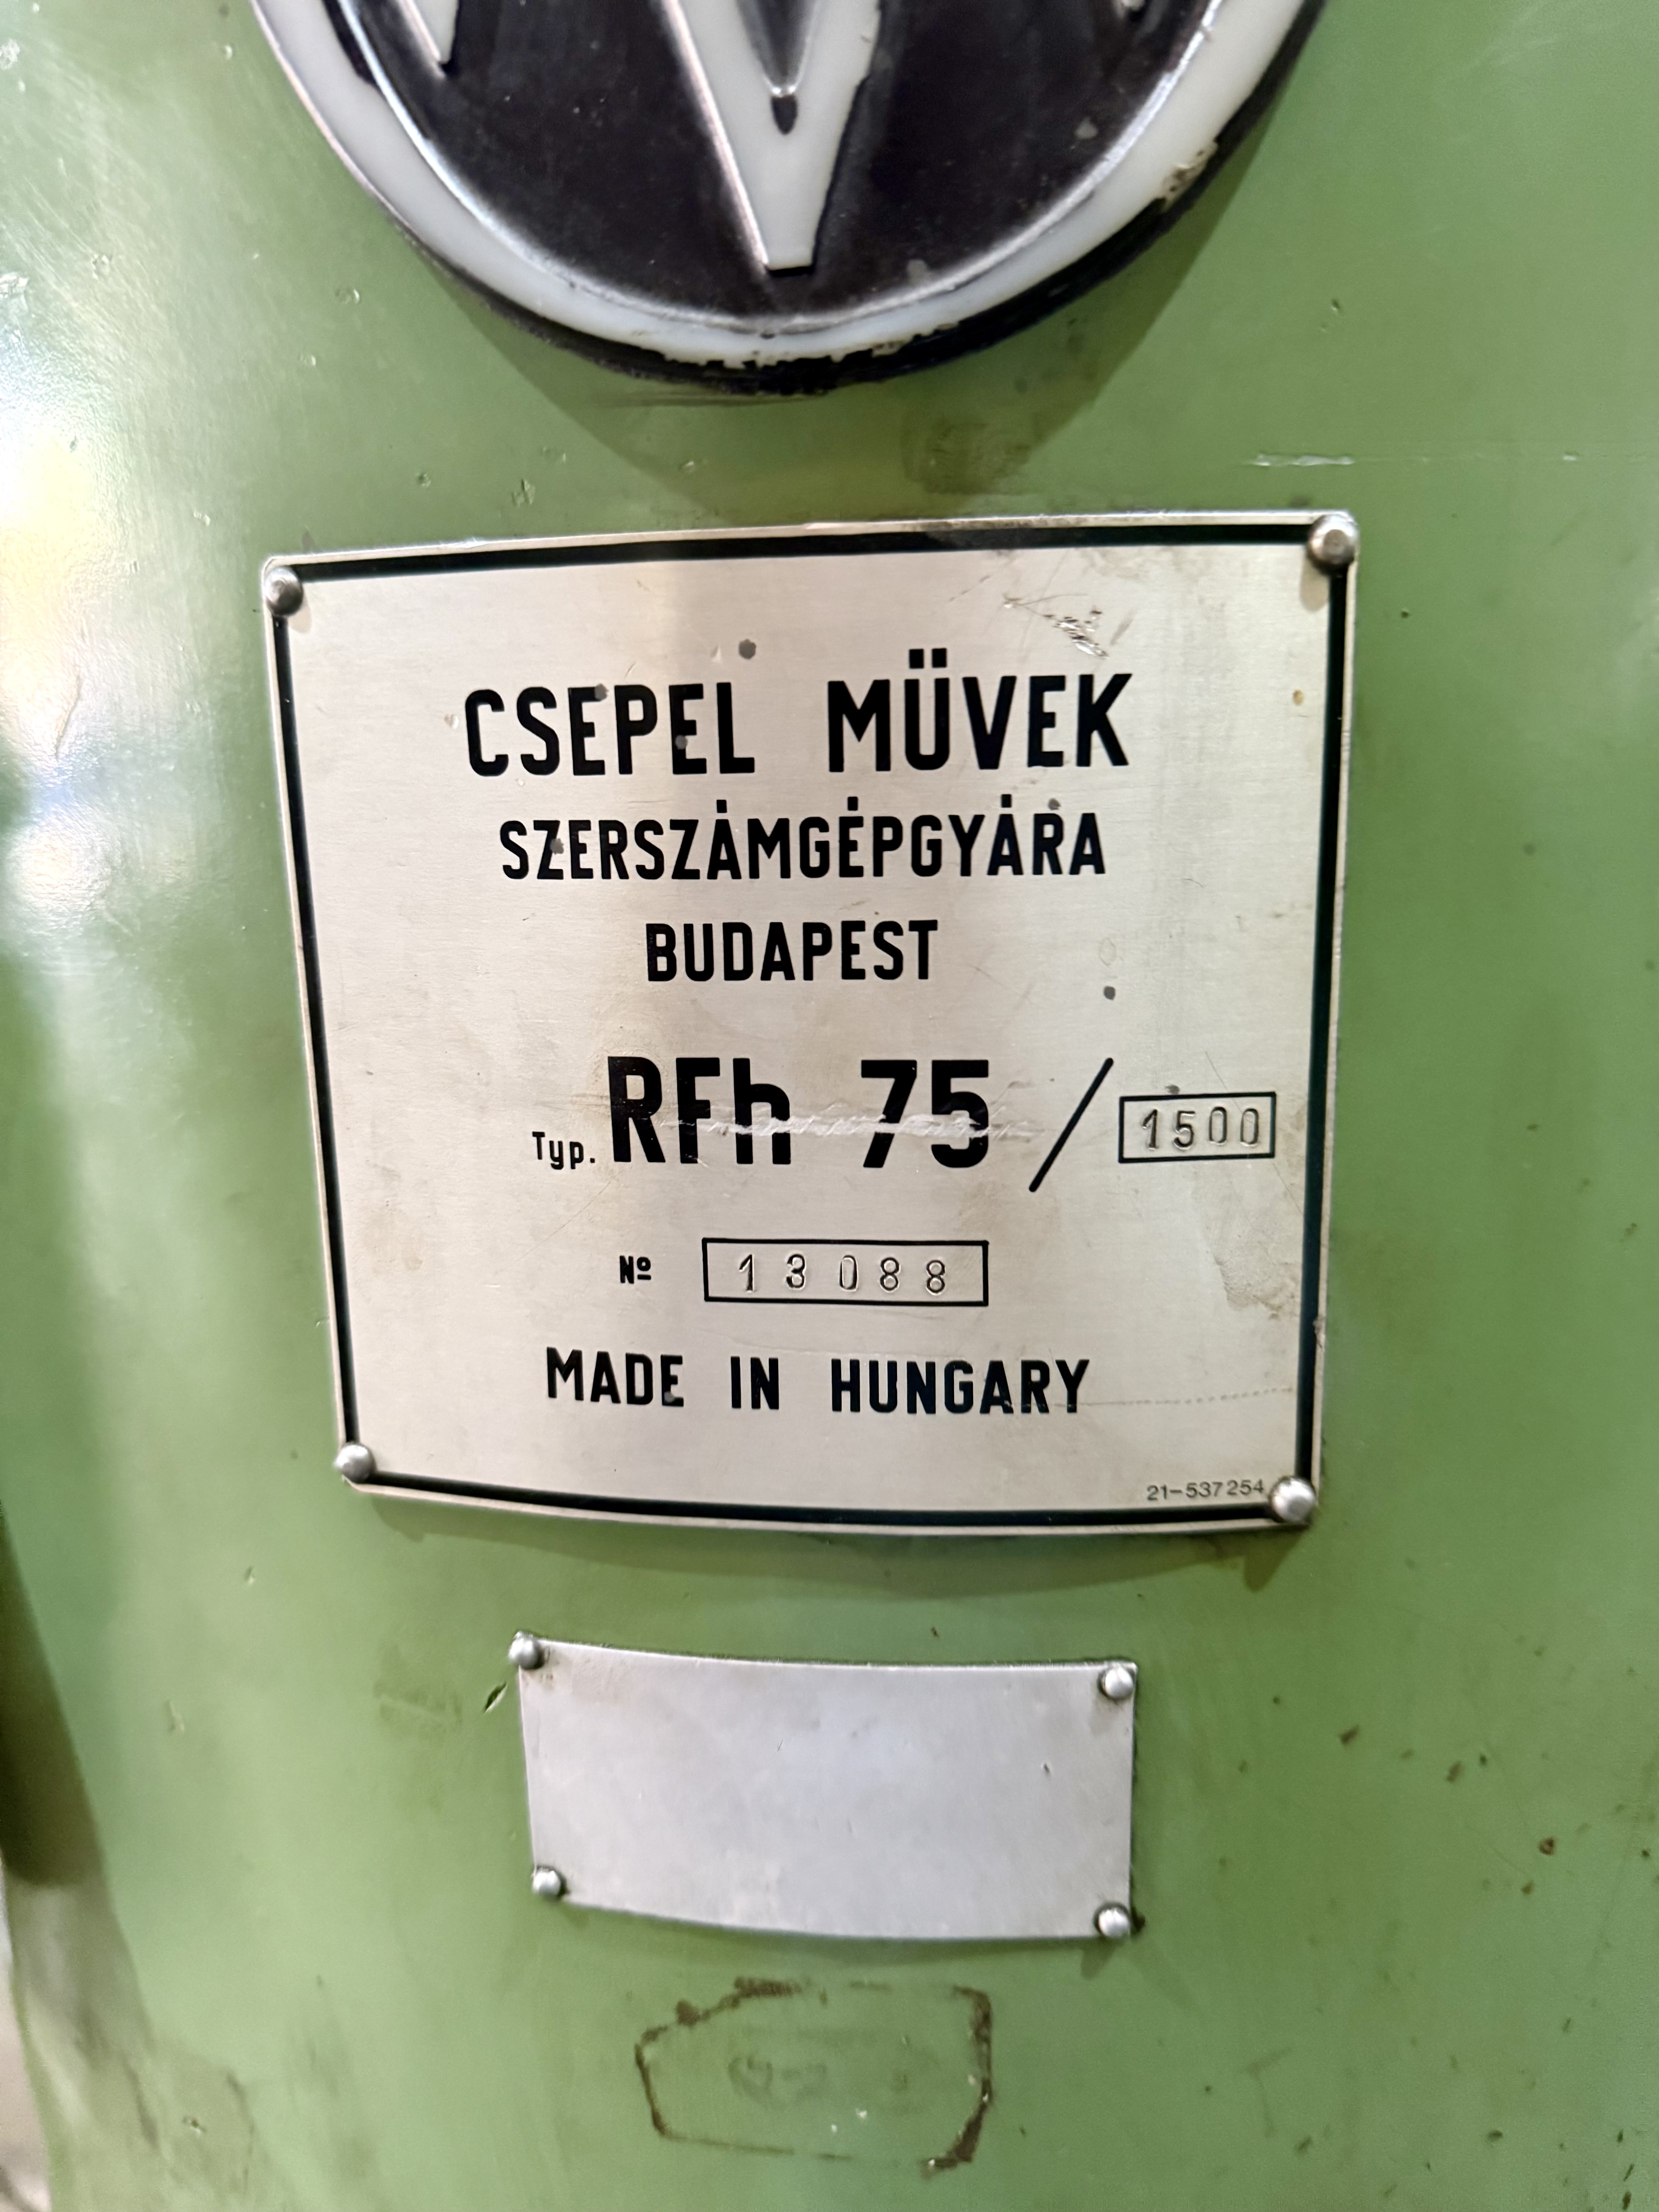 CSEPEL MÜVEK
SZERSZÁMGÉPGYÁRA
BUDAPEST
Typ. RFh 75 / 1500
Nº 13088
MADE IN HUNGARY
21-537254